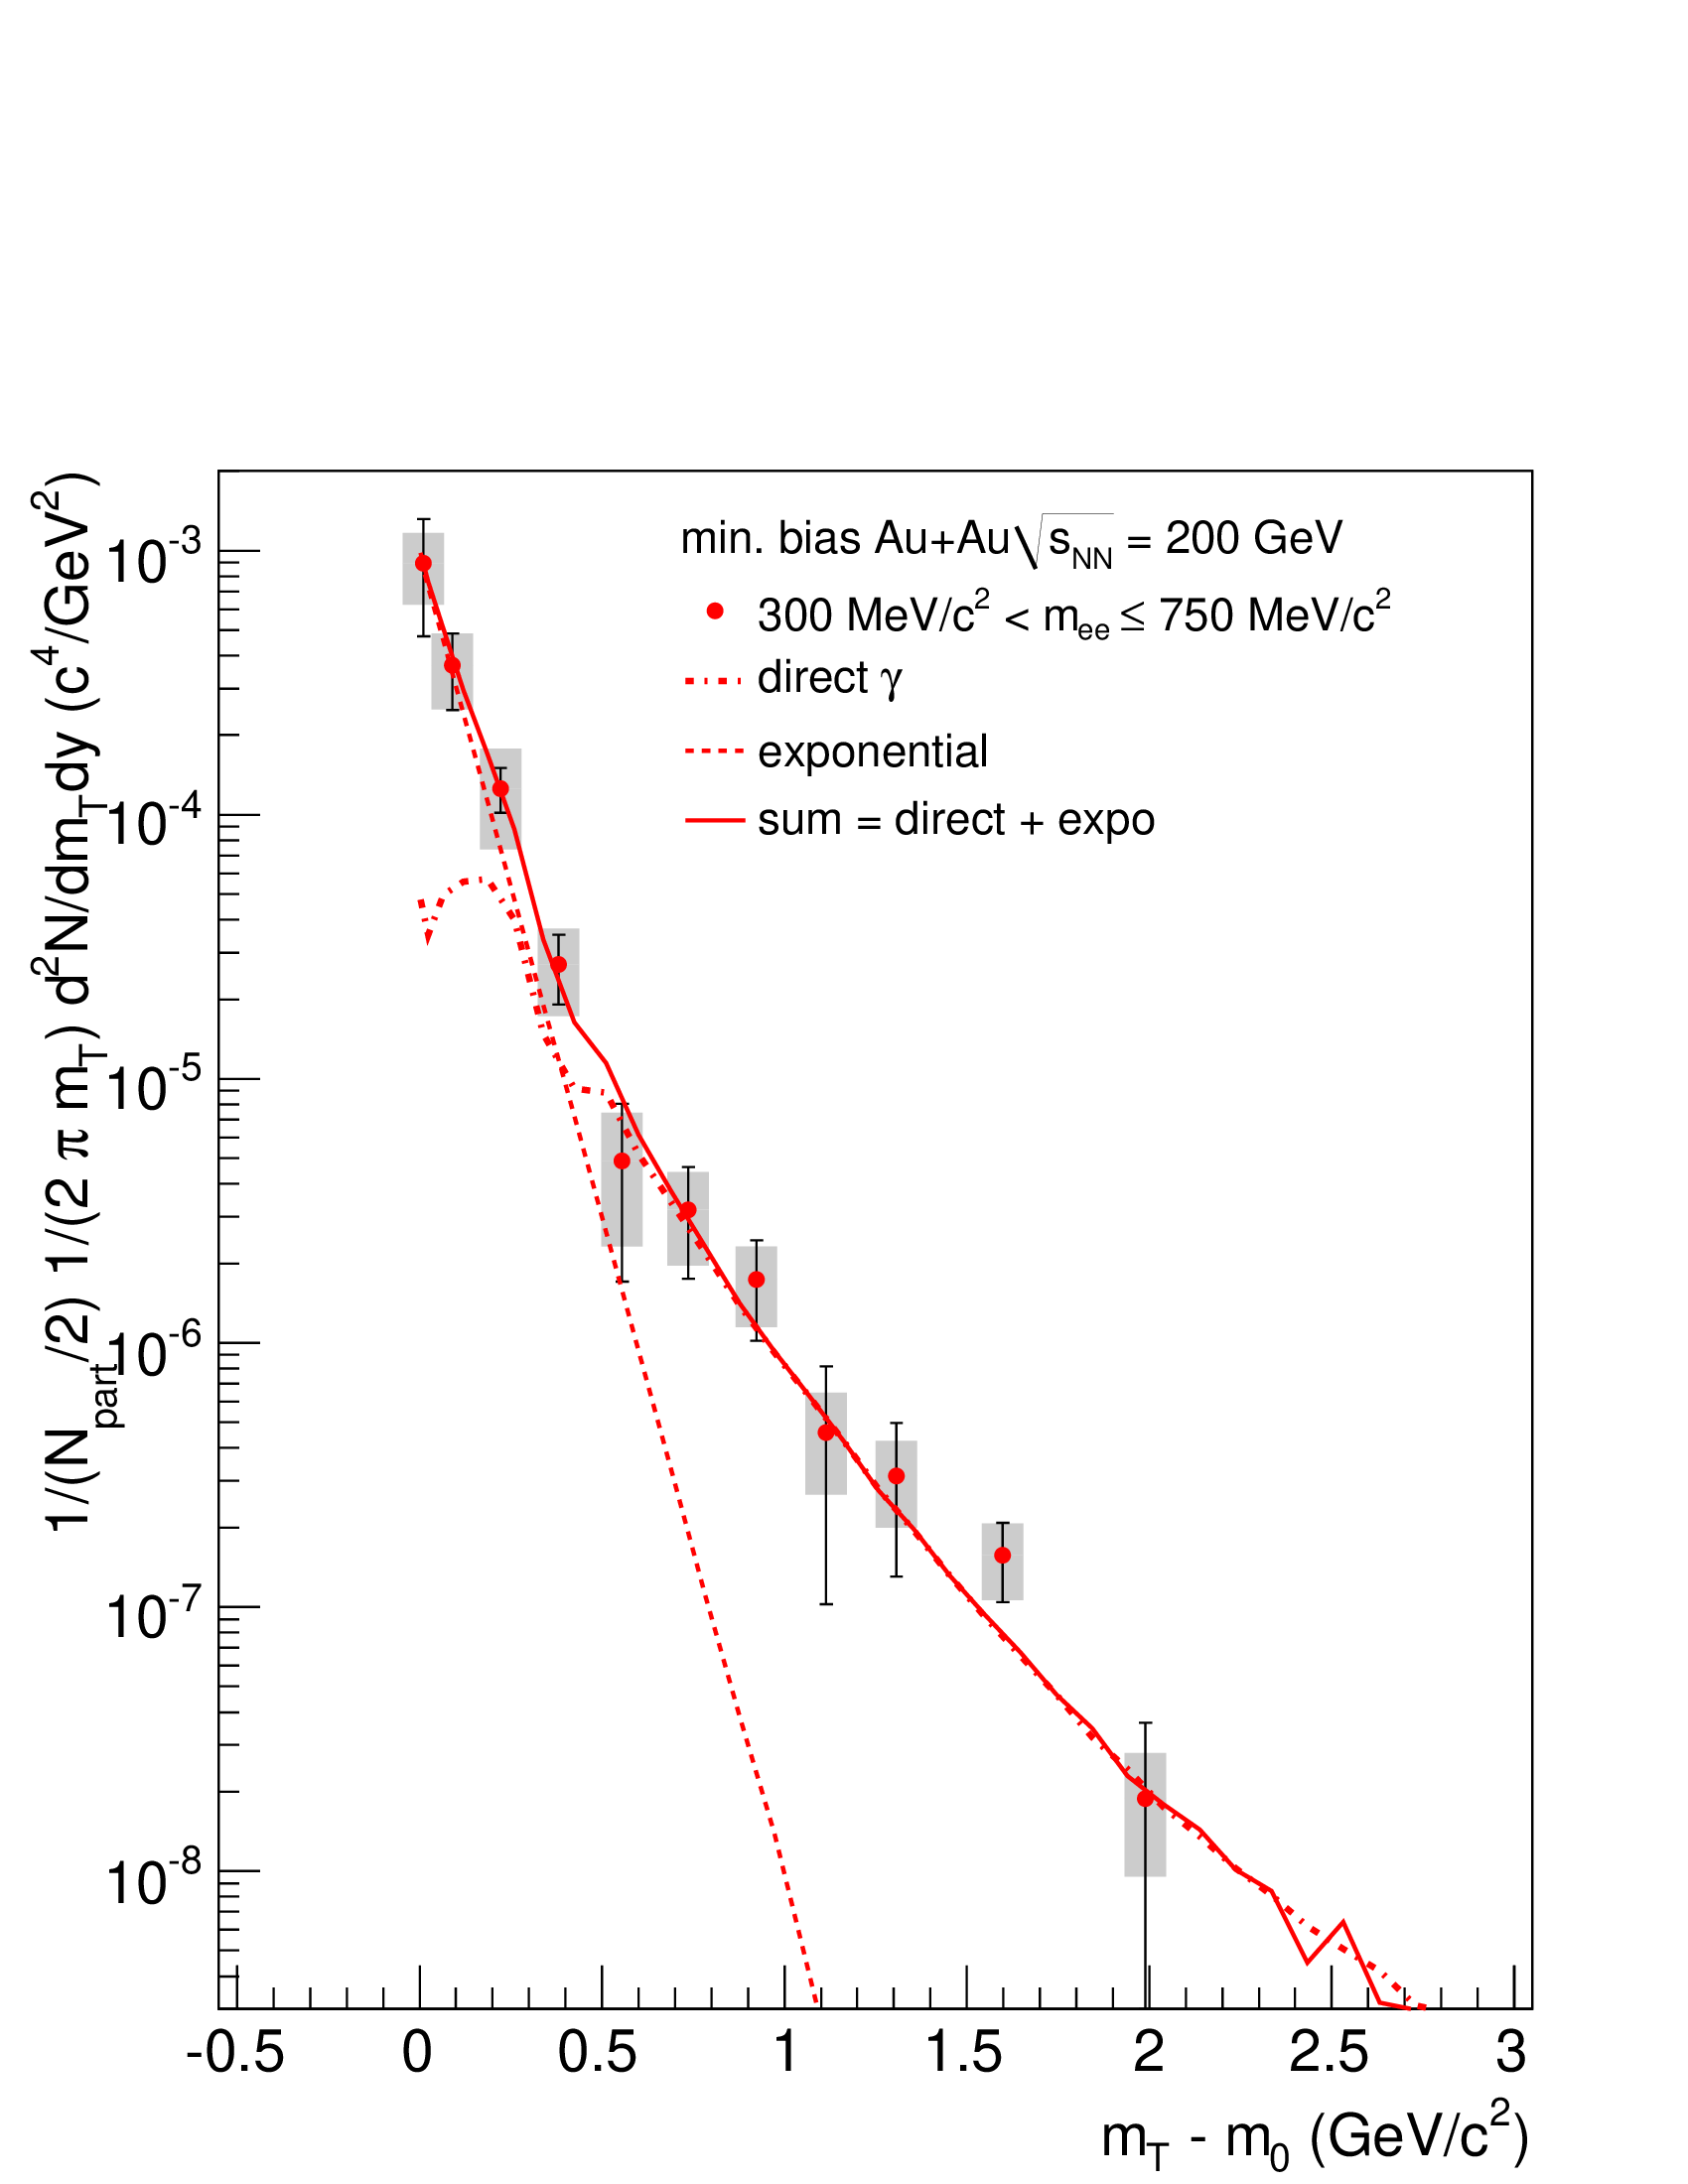 min. bias Au+Au √s_NN = 200 GeV
300 MeV/c² < m_ee ≤ 750 MeV/c²
direct γ
exponential
sum = direct + expo
1/(N_part/2) 1/(2 π m_T) d²N/dm_T dy (c⁴/GeV²)
10⁻³
10⁻⁴
10⁻⁵
10⁻⁶
10⁻⁷
10⁻⁸
-0.5 0 0.5 1 1.5 2 2.5 3
m_T - m_0 (GeV/c²)